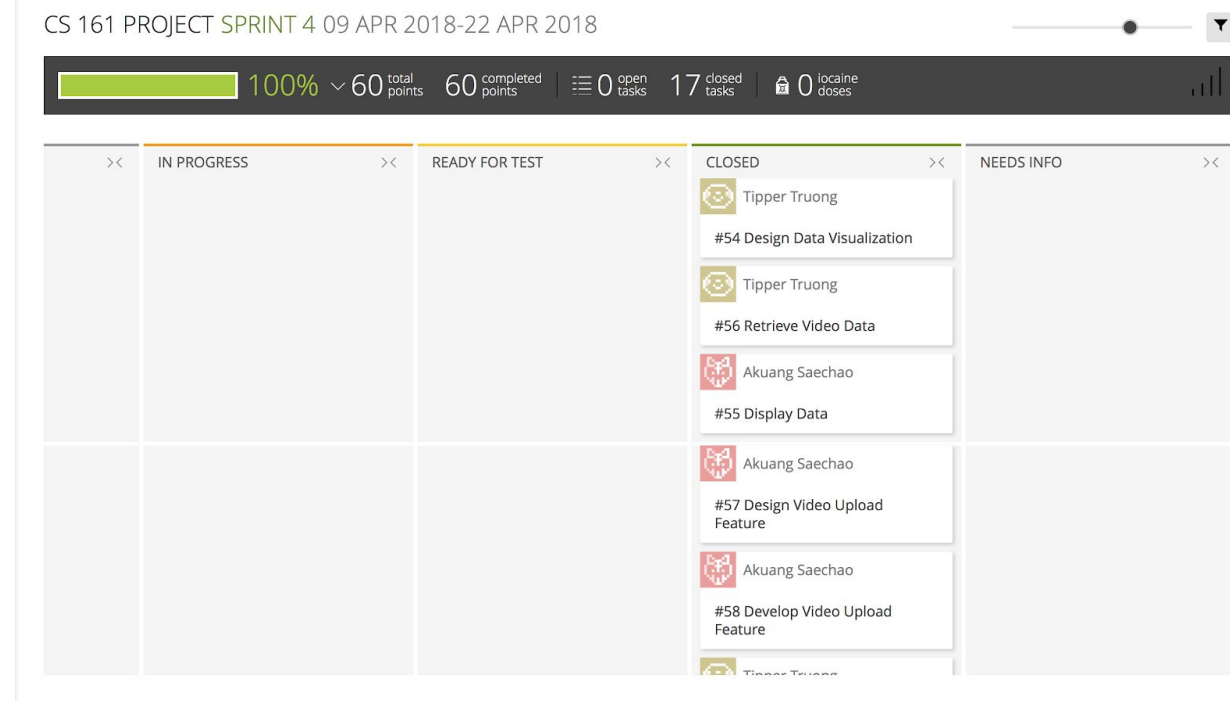 CS 161 PROJECT SPRINT 4 09 APR 2018-22 APR 2018
100% 60 total points 60 completed points 0 open tasks 17 closed tasks 0 iocaine doses
IN PROGRESS READY FOR TEST CLOSED NEEDS INFO
Tipper Truong
#54 Design Data Visualization
Tipper Truong
#56 Retrieve Video Data
Akuang Saechao
#55 Display Data
Akuang Saechao
#57 Design Video Upload
Feature
Akuang Saechao
#58 Develop Video Upload
Feature
Tipper Truong